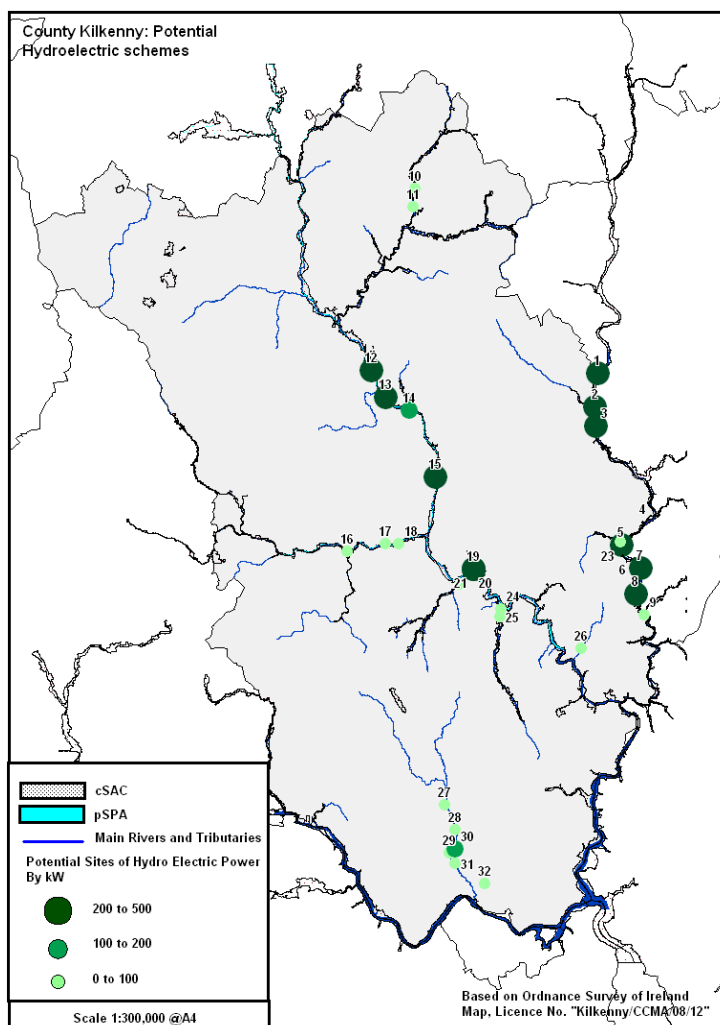 County Kilkenny: Potential
Hydroelectric schemes
10
11
1
12
2
13
3
14
15
4
5
17
18
16
23
7
19
6
8
21
20
24
9
25
26
27
28
30
29
31
32
cSAC
pSPA
Main Rivers and Tributaries
Potential Sites of Hydro Electric Power
By kW
200 to 500
100 to 200
0 to 100
Scale 1:300,000 @A4
Based on Ordnance Survey of Ireland
Map, Licence No. "Kilkenny/CCMA/08/12"